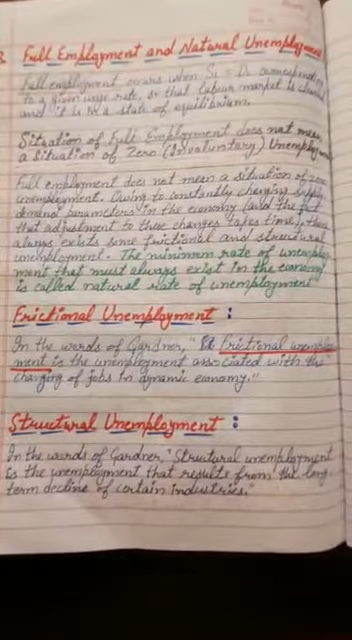 Full Employment and Natural Unemployment
Full employment occurs when SL = DL correspondin
to a given wage rate, so that labour market is cleared
and it is in a state of equilibrium.
Situation of Full Employment does not mean
a situation of Zero (Involuntary) Unemploy
Full employment does not mean a situation of zero
unemployment. Owing to constantly changing supply
demand parameters in the economy (and the fact
that adjustment to these changes takes time), there
always exists some frictional and structural
unemployment. The minimum rate of unemploy
ment that must always exist in the economy
is called natural rate of unemployment
Frictional Unemployment :
In the words of Gardner, " frictional unemploy
ment is the unemployment associated with the
changing of jobs in dynamic economy."
Structural Unemployment :
In the words of Gardner, "Structural unemployment
is the unemployment that results from the long
term decline of certain industries."